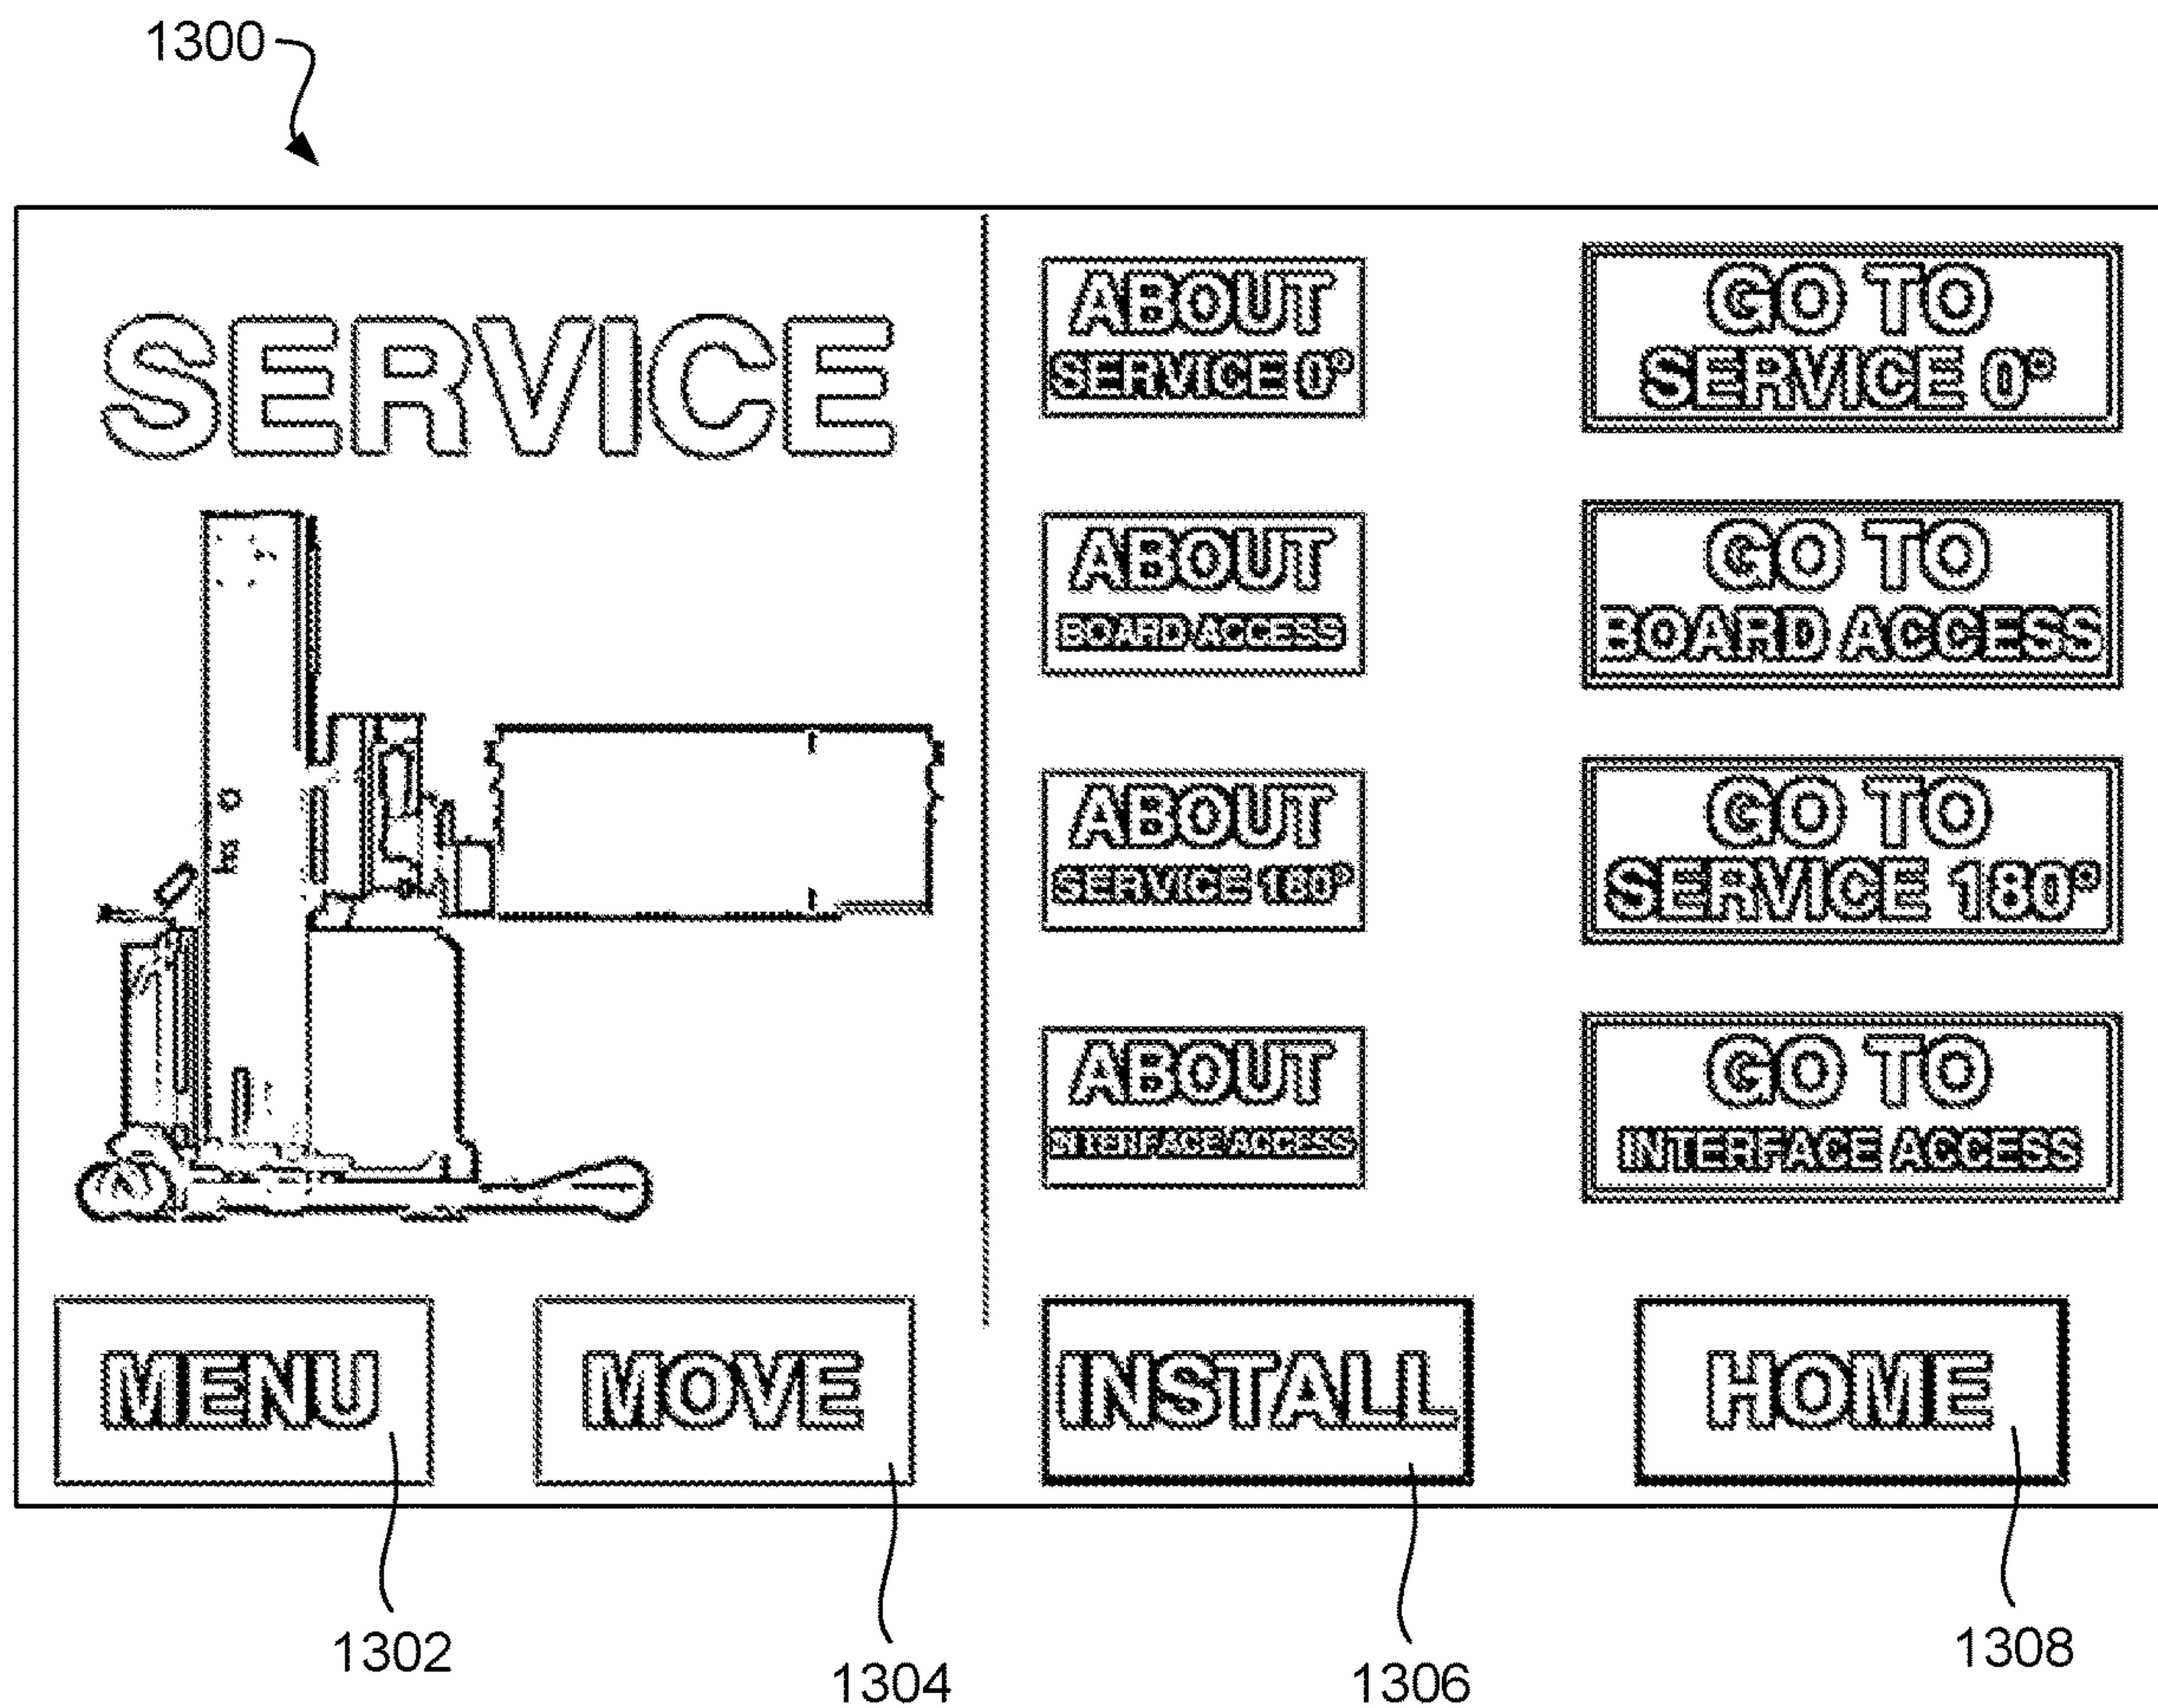 1300
SERVICE
ABOUT
SERVICE 0°
GO TO
SERVICE 0°
ABOUT
BOARD ACCESS
GO TO
BOARD ACCESS
ABOUT
SERVICE 180°
GO TO
SERVICE 180°
ABOUT
INTERFACE ACCESS
GO TO
INTERFACE ACCESS
MENU
MOVE
INSTALL
HOME
1302
1304
1306
1308